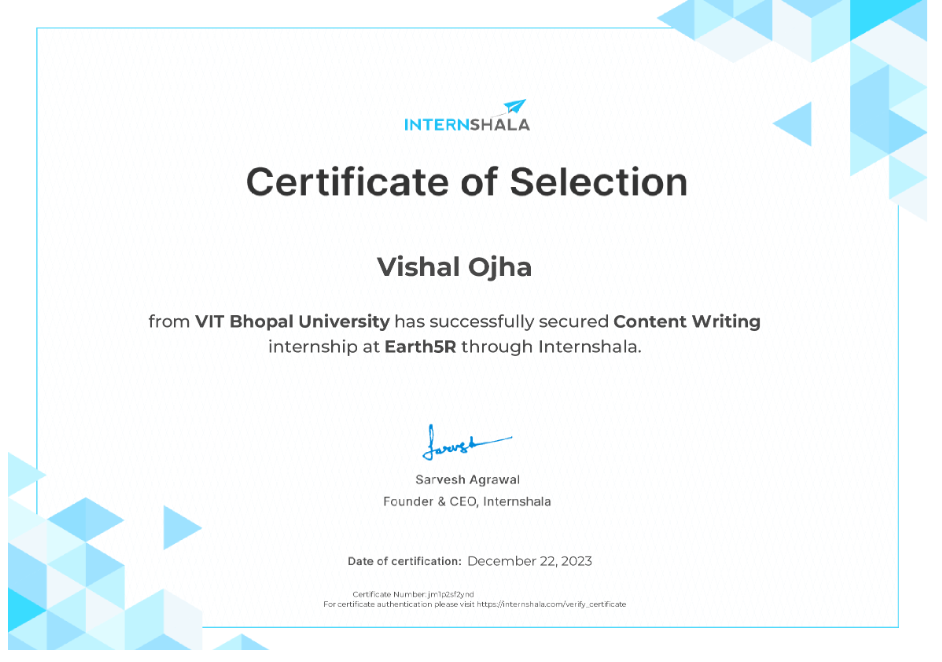 INTERNSHALA
Certificate of Selection
Vishal Ojha
from VIT Bhopal University has successfully secured Content Writing
internship at Earth5R through Internshala.
Sarvesh
Sarvesh Agrawal
Founder & CEO, Internshala
Date of certification: December 22, 2023
Certificate Number: jm1p2sf2ynd
For certificate authentication please visit https://internshala.com/verify_certificate